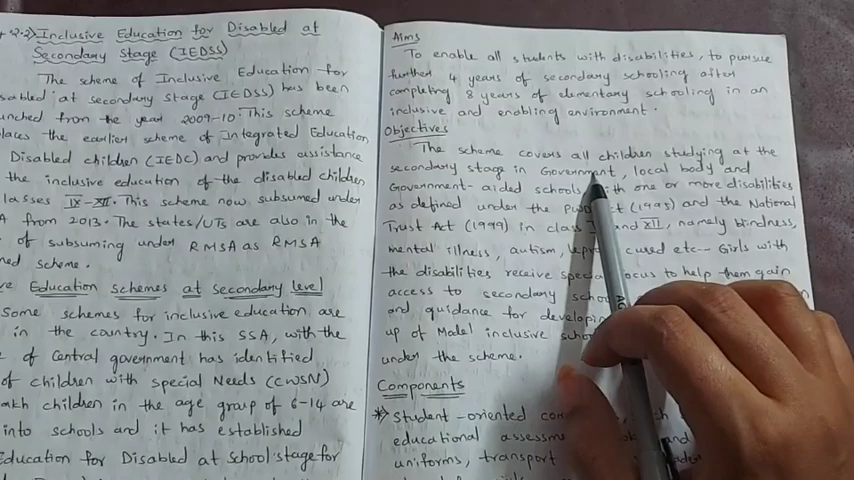 2.2) Inclusive Education for Disabled at
Secondary Stage (IEDSS)
The scheme of Inclusive Education for
at secondary stage (IEDSS) has been
from the year 2009-10. This scheme
the earlier scheme of Integrated Education
Disabled children (IEDC) and provides assistance
the inclusive education of the disabled children
IX-XII. This scheme now subsumed under
from 2013. The states/UTs are also in the
of subsuming under RMSA as RMSA
scheme.
Education schemes at secondary level
Some schemes for inclusive education are
in the country. In this SSA, with the
of Central government has identified
of children with special Needs (CWSN)
children in the age group of 6-14 are
into schools and it has established
Education for Disabled at School stage for
Aims
To enable all students with disabilities, to pursue
further 4 years of secondary schooling after
completing 8 years of elementary schooling in an
inclusive and enabling environment.
Objectives
The scheme covers all children studying at the
secondary stage in Government, local body and
Government-aided schools with one or more disabilities
as defined under the (1995) and the National
Trust Act (1999) in class and XII, namely blindness,
mental illness, autism, cured etc-- Girls with
the disabilities receive special focus to help them gain
access to secondary
and guidance for
up of Model inclusive
under the scheme.
Components
* Student-oriented
educational
uniforms, transport